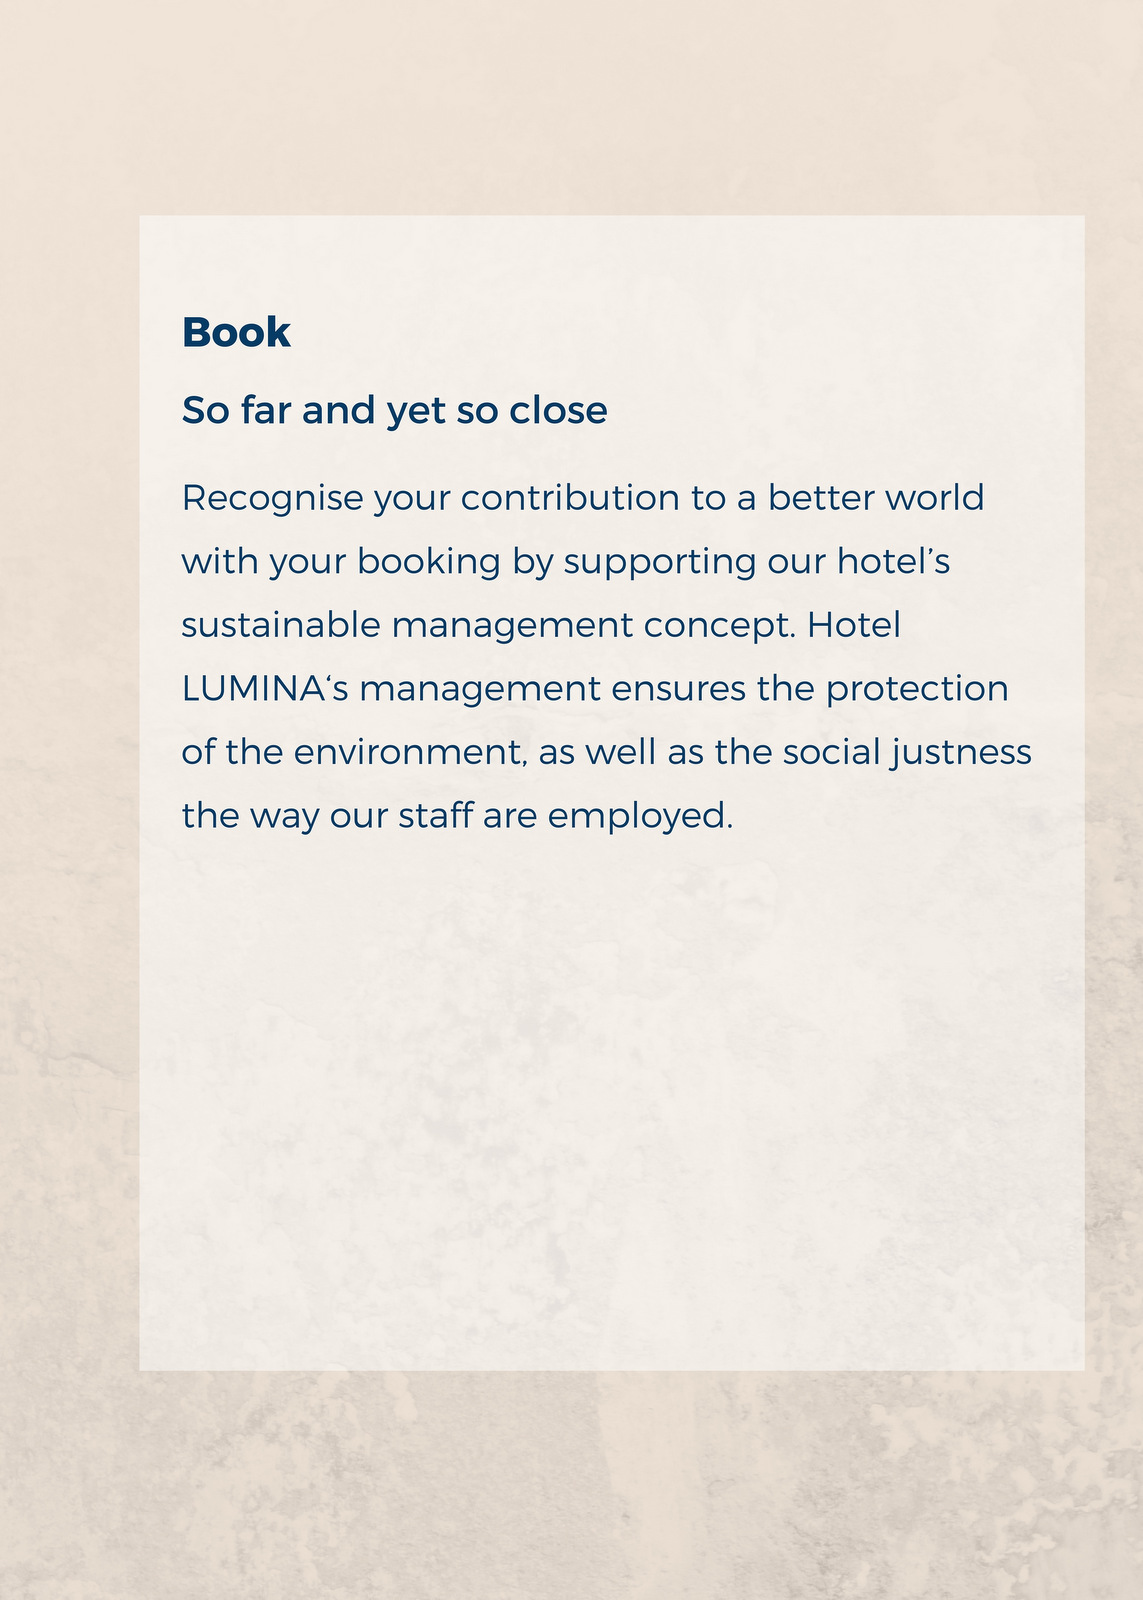 Book
So far and yet so close
Recognise your contribution to a better world
with your booking by supporting our hotel’s
sustainable management concept. Hotel
LUMINA‘s management ensures the protection
of the environment, as well as the social justness
the way our staff are employed.